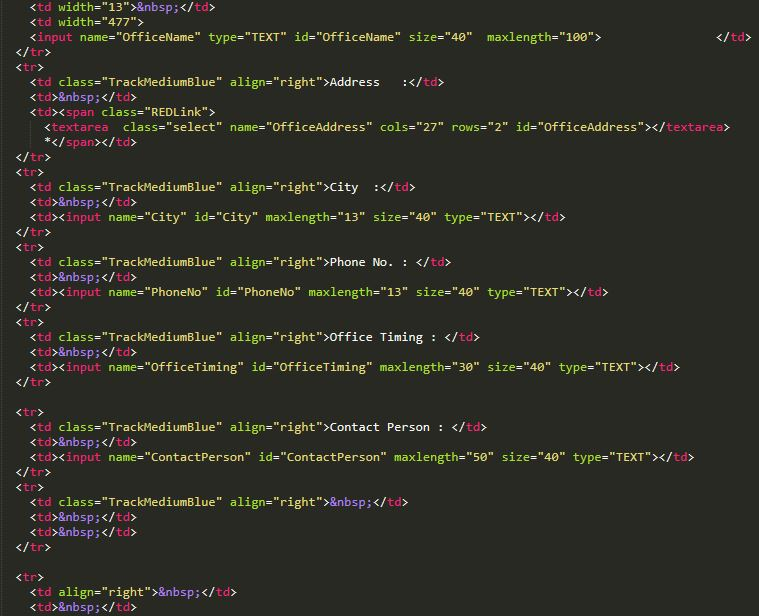 <td width="13">&nbsp;</td>
<td width="477">
<input name="OfficeName" type="TEXT" id="OfficeName" size="40"  maxlength="100">                </td>
</tr>
<tr>
<td class="TrackMediumBlue" align="right">Address   :</td>
<td>&nbsp;</td>
<td><span class="REDLink">
<textarea  class="select" name="OfficeAddress" cols="27" rows="2" id="OfficeAddress"></textarea>
*</span></td>
</tr>
<tr>
<td class="TrackMediumBlue" align="right">City  :</td>
<td>&nbsp;</td>
<td><input name="City" id="City" maxlength="13" size="40" type="TEXT"></td>
</tr>
<tr>
<td class="TrackMediumBlue" align="right">Phone No. : </td>
<td>&nbsp;</td>
<td><input name="PhoneNo" id="PhoneNo" maxlength="13" size="40" type="TEXT"></td>
</tr>
<tr>
<td class="TrackMediumBlue" align="right">Office Timing : </td>
<td>&nbsp;</td>
<td><input name="OfficeTiming" id="OfficeTiming" maxlength="30" size="40" type="TEXT"></td>
</tr>
<tr>
<td class="TrackMediumBlue" align="right">Contact Person : </td>
<td>&nbsp;</td>
<td><input name="ContactPerson" id="ContactPerson" maxlength="50" size="40" type="TEXT"></td>
</tr>
<tr>
<td class="TrackMediumBlue" align="right">&nbsp;</td>
<td>&nbsp;</td>
<td>&nbsp;</td>
</tr>
<tr>
<td align="right">&nbsp;</td>
<td>&nbsp;</td>